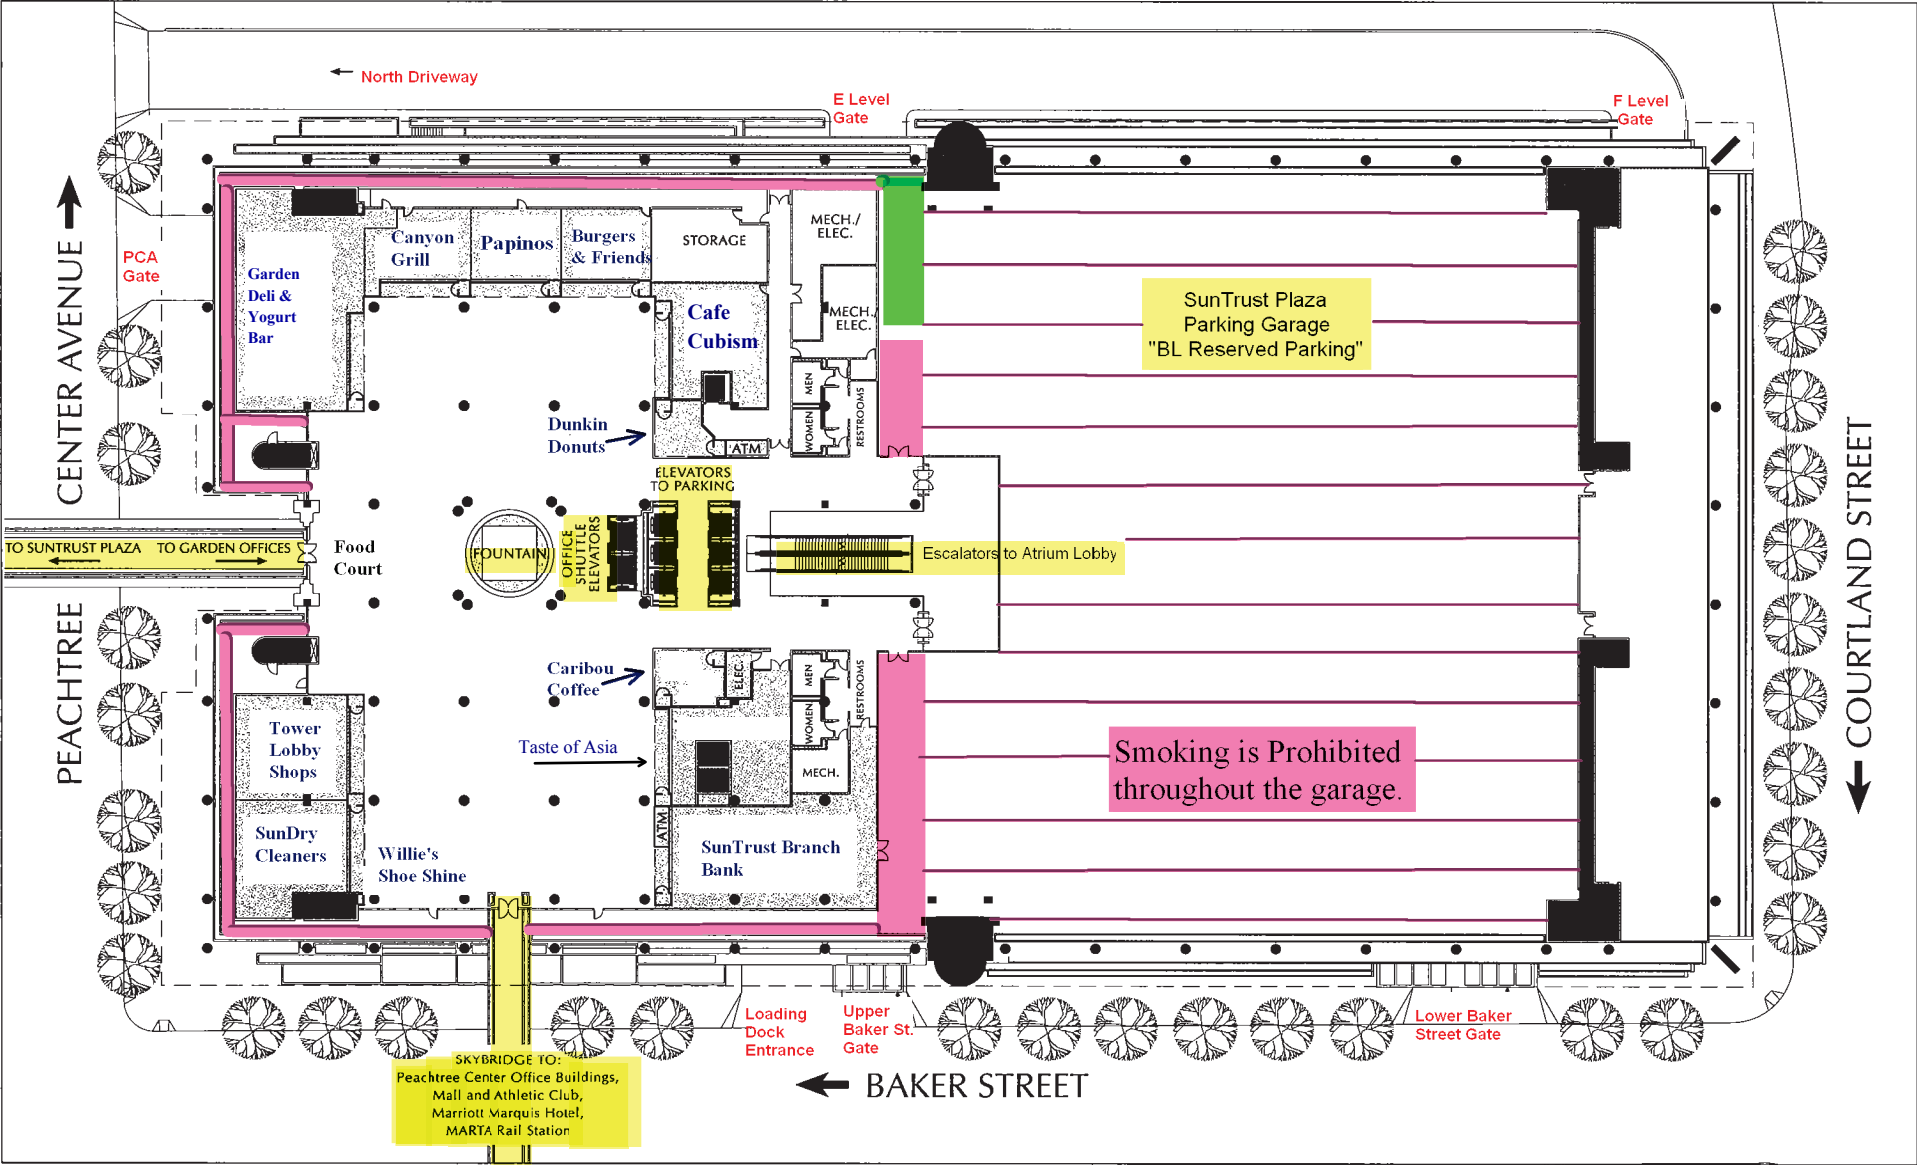 North Driveway
E Level
Gate
F Level
Gate
PEACHTREE CENTER AVENUE
PCA
Gate
Garden
Deli &
Yogurt
Bar
Canyon
Grill
Papinos
Burgers
& Friends
STORAGE
MECH./
ELEC.
MECH./
ELEC.
Cafe
Cubism
MEN
WOMEN
RESTROOMS
Dunkin
Donuts
ATM
SunTrust Plaza
Parking Garage
"BL Reserved Parking"
COURTLAND STREET
ELEVATORS
TO PARKING
TO SUNTRUST PLAZA
TO GARDEN OFFICES
Food
Court
FOUNTAIN
OFFICE
SHUTTLE
ELEVATORS
Escalators to Atrium Lobby
Caribou
Coffee
ELEC.
MEN
WOMEN
RESTROOMS
Taste of Asia
MECH.
Tower
Lobby
Shops
SunDry
Cleaners
Willie's
Shoe Shine
ATM
SunTrust Branch
Bank
Smoking is Prohibited
throughout the garage.
Loading
Dock
Entrance
Upper
Baker St.
Gate
Lower Baker
Street Gate
BAKER STREET
SKYBRIDGE TO:
Peachtree Center Office Buildings,
Mall and Athletic Club,
Marriott Marquis Hotel,
MARTA Rail Station